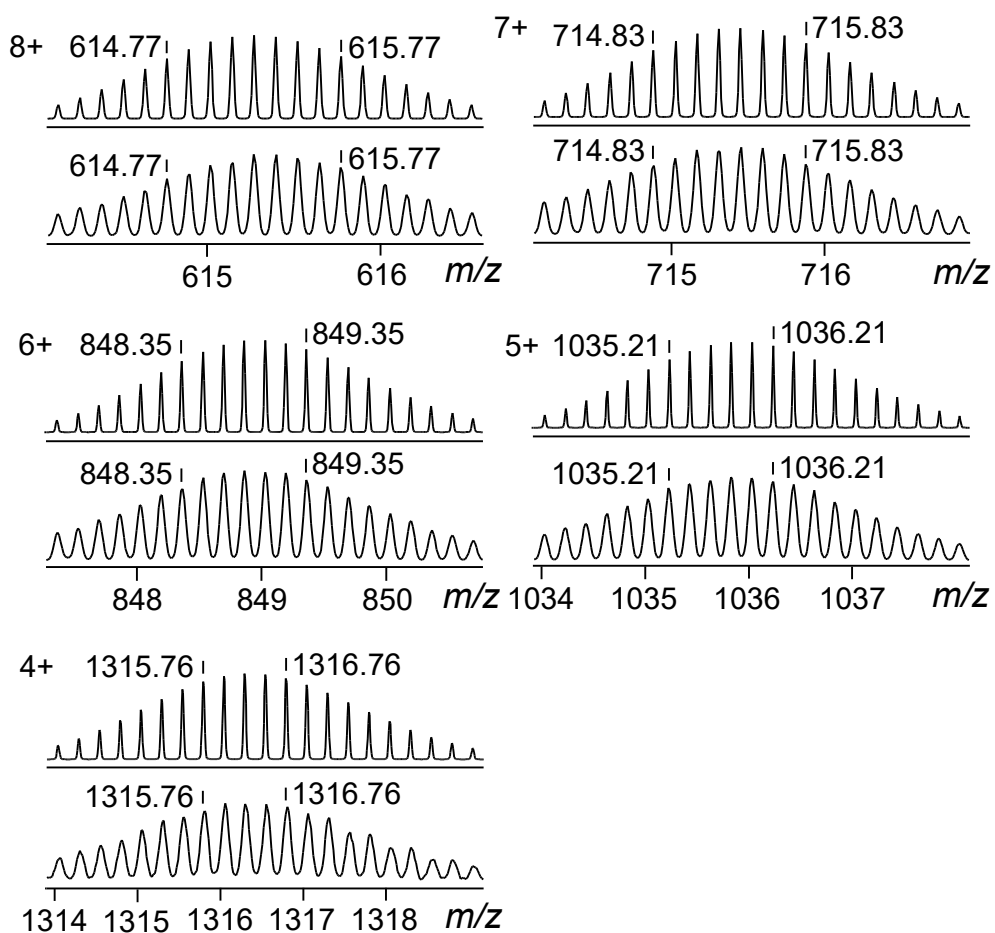 8+ 614.77 615.77
614.77 615.77
615 616 m/z
7+ 714.83 715.83
714.83 715.83
715 716 m/z
6+ 848.35 849.35
848.35 849.35
848 849 850 m/z
5+ 1035.21 1036.21
1035.21 1036.21
1034 1035 1036 1037 m/z
4+ 1315.76 1316.76
1315.76 1316.76
1314 1315 1316 1317 1318 m/z